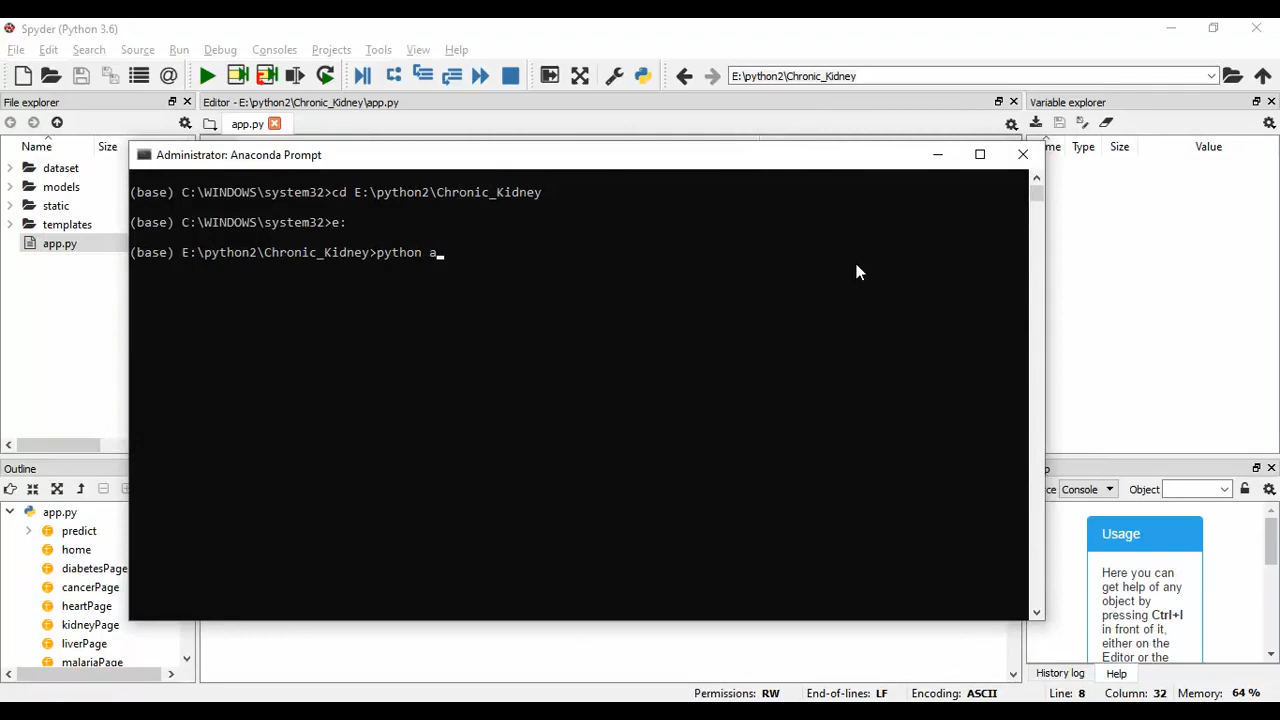 Spyder (Python 3.6)
File Edit Search Source Run Debug Consoles Projects Tools View Help
E:\python2\Chronic_Kidney
File explorer
Editor - E:\python2\Chronic_Kidney\app.py
Variable explorer
app.py
Name Size
me Type Size Value
dataset
models
static
templates
app.py
Administrator: Anaconda Prompt
(base) C:\WINDOWS\system32>cd E:\python2\Chronic_Kidney
(base) C:\WINDOWS\system32>e:
(base) E:\python2\Chronic_Kidney>python a_
Outline
p
ce Console Object
app.py
predict
home
diabetesPage
cancerPage
heartPage
kidneyPage
liverPage
malariaPage
Usage
Here you can
get help of any
object by
pressing Ctrl+I
in front of it,
either on the
Editor or the
History log Help
Permissions: RW End-of-lines: LF Encoding: ASCII Line: 8 Column: 32 Memory: 64 %